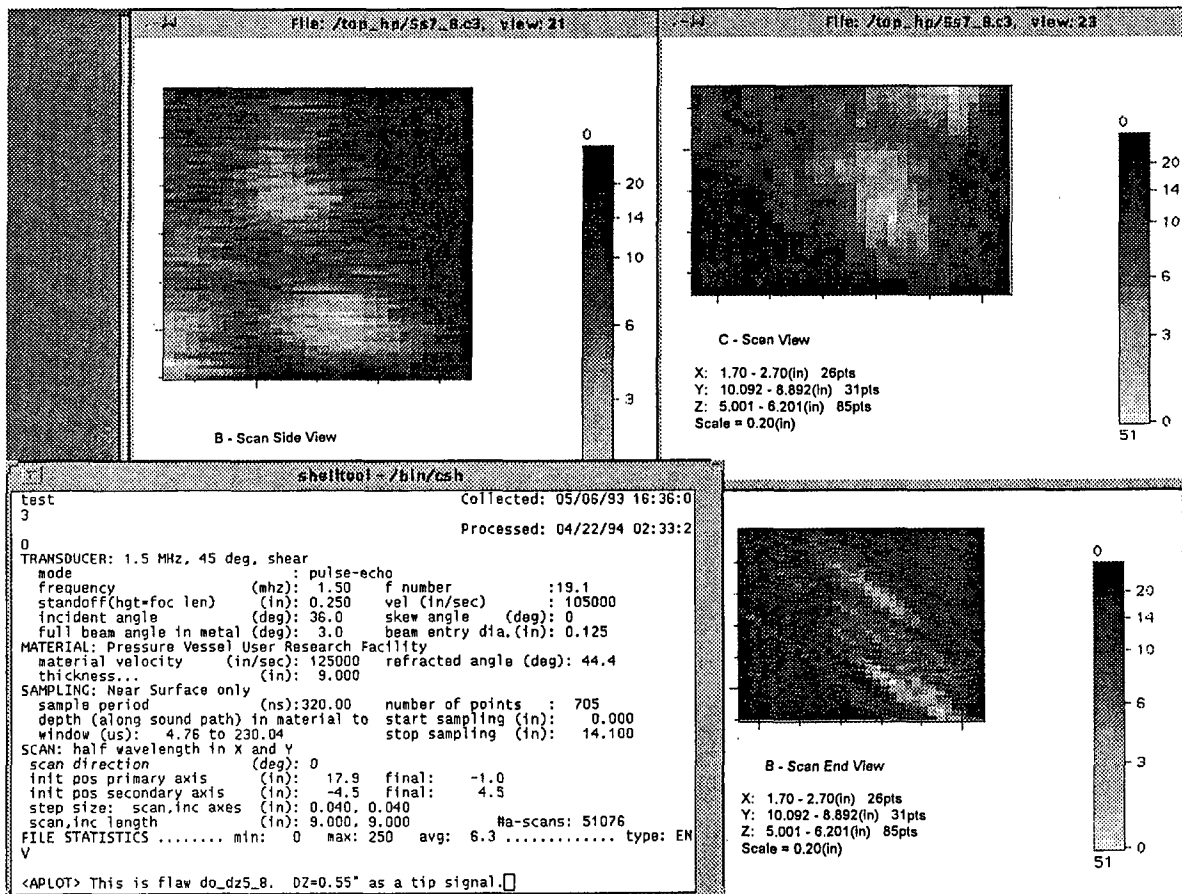 File: /tap_hp/5s7_8.c3, view: 21
0
20
14
10
6
3
B - Scan Side View
File: /tap_hp/5s7_8.c3, view: 23
0
20
14
10
6
3
0
51
C - Scan View
X: 1.70 - 2.70(in) 26pts
Y: 10.092 - 8.892(in) 31pts
Z: 5.001 - 6.201(in) 85pts
Scale = 0.20(in)
shelltool - /bin/csh
test Collected: 05/06/93 16:36:0
3
Processed: 04/22/94 02:33:2
0
TRANSDUCER: 1.5 MHz, 45 deg, shear
mode : pulse-echo
frequency (mhz): 1.50 f number :19.1
standoff(hgt=foc len) (in): 0.250 vel (in/sec) : 105000
incident angle (deg): 36.0 skew angle (deg): 0
full beam angle in metal (deg): 3.0 beam entry dia.(in): 0.125
MATERIAL: Pressure Vessel User Research Facility
material velocity (in/sec): 125000 refracted angle (deg): 44.4
thickness... (in): 9.000
SAMPLING: Near Surface only
sample period (ns):320.00 number of points : 705
depth (along sound path) in material to start sampling (in): 0.000
window (us): 4.76 to 230.04 stop sampling (in): 14.100
SCAN: half wavelength in X and Y
scan direction (deg): 0
init pos primary axis (in): 17.9 final: -1.0
init pos secondary axis (in): -4.5 final: 4.5
step size: scan,inc axes (in): 0.040, 0.040
scan,inc length (in): 9.000, 9.000 #a-scans: 51076
FILE STATISTICS ........ min: 0 max: 250 avg: 6.3 ............. type: EN
V
<APLOT> This is flaw do_dz5_8. DZ=0.55" as a tip signal.
0
20
14
10
6
3
0
51
B - Scan End View
X: 1.70 - 2.70(in) 26pts
Y: 10.092 - 8.892(in) 31pts
Z: 5.001 - 6.201(in) 85pts
Scale = 0.20(in)